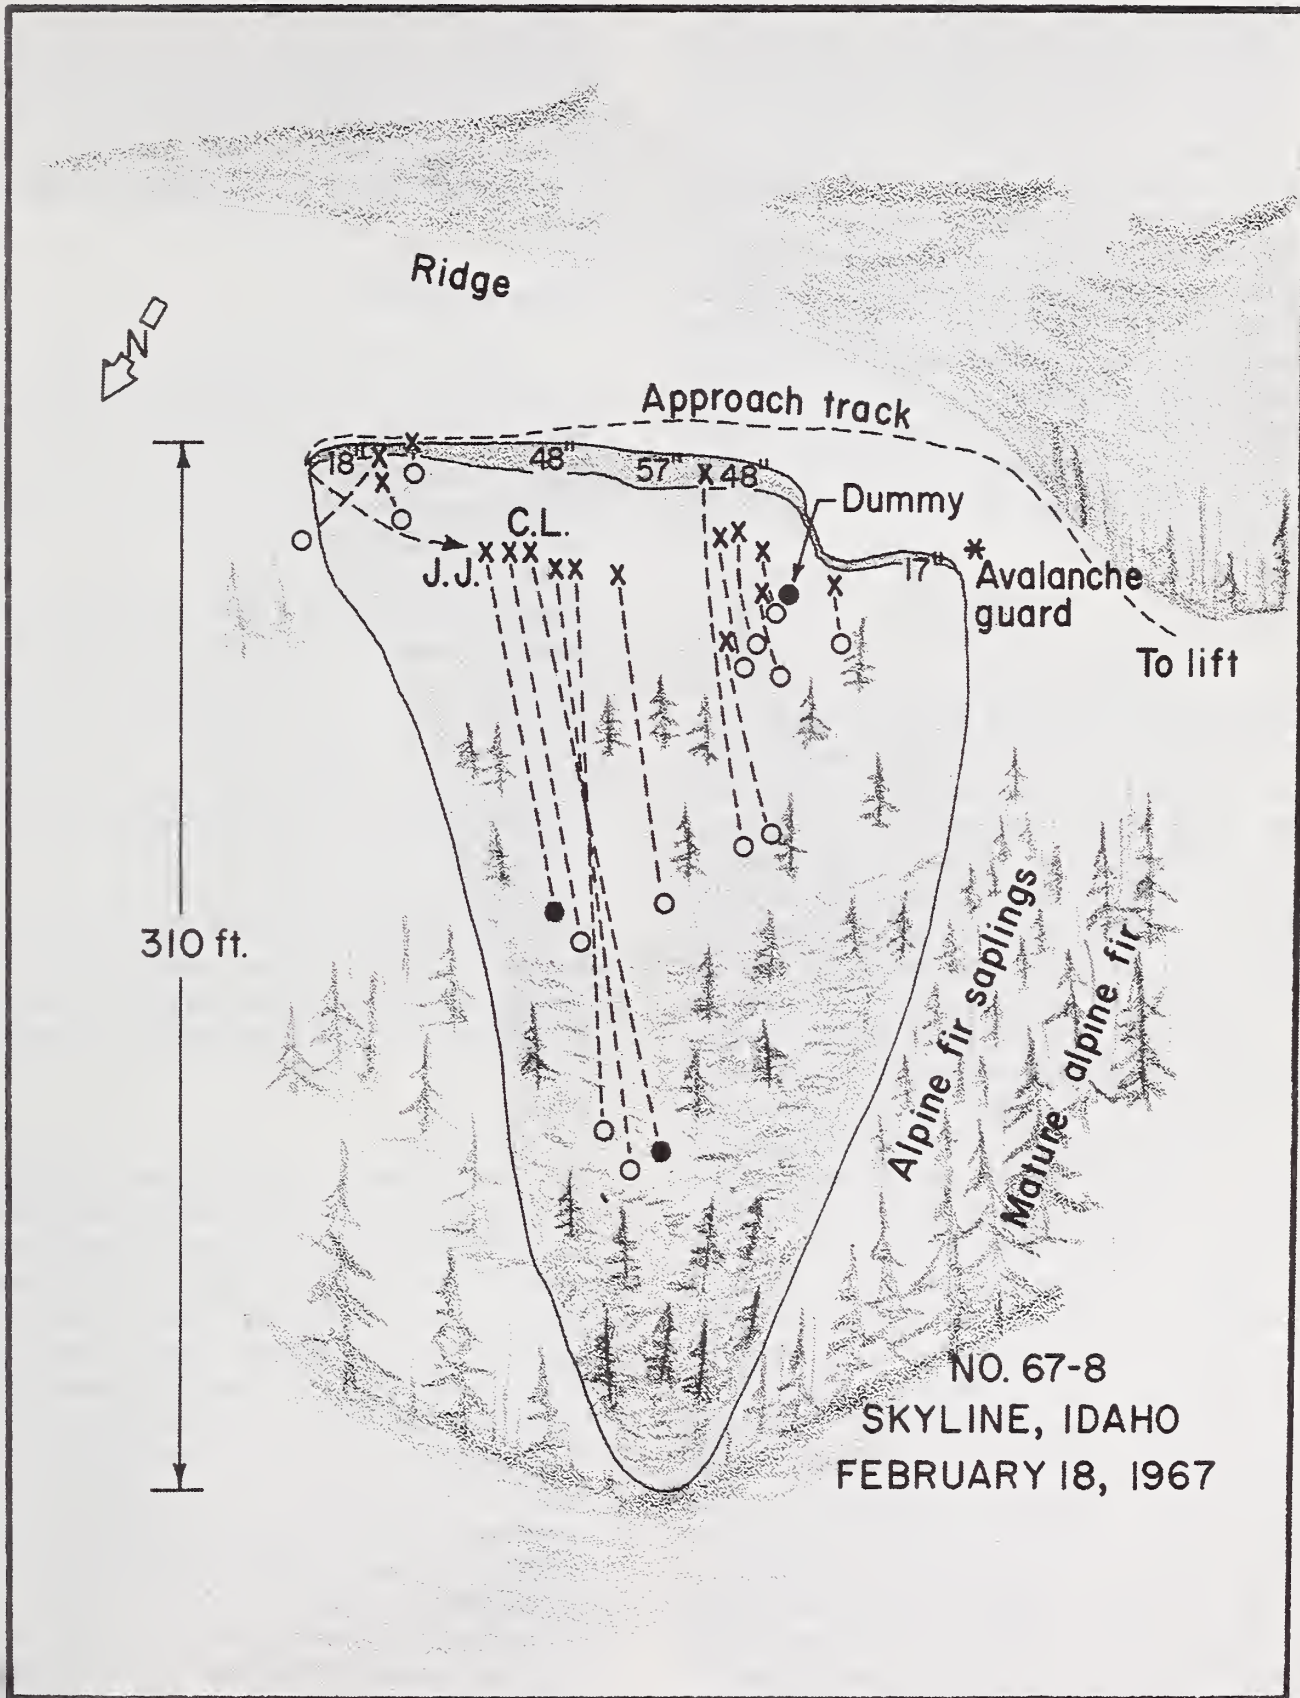 Ridge
N
Approach track
18"
48"
57"
48"
Dummy
C.L.
J.J.
17"
Avalanche
guard
To lift
310 ft.
Alpine fir saplings
Mature alpine fir
NO. 67-8
SKYLINE, IDAHO
FEBRUARY 18, 1967